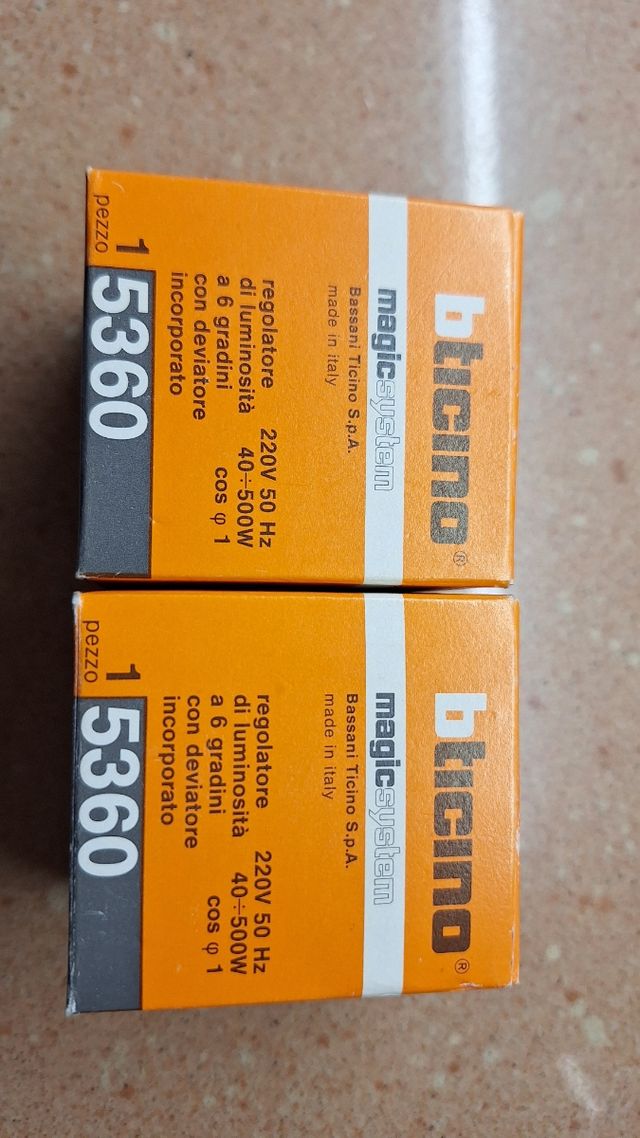 bticino®
magicsystem
Bassani Ticino S.p.A.
made in italy
regolatore 220V 50 Hz
di luminosità 40÷500W
a 6 gradini cos φ 1
con deviatore
incorporato
1 5360
pezzo
bticino®
magicsystem
Bassani Ticino S.p.A.
made in italy
regolatore 220V 50 Hz
di luminosità 40÷500W
a 6 gradini cos φ 1
con deviatore
incorporato
1 5360
pezzo